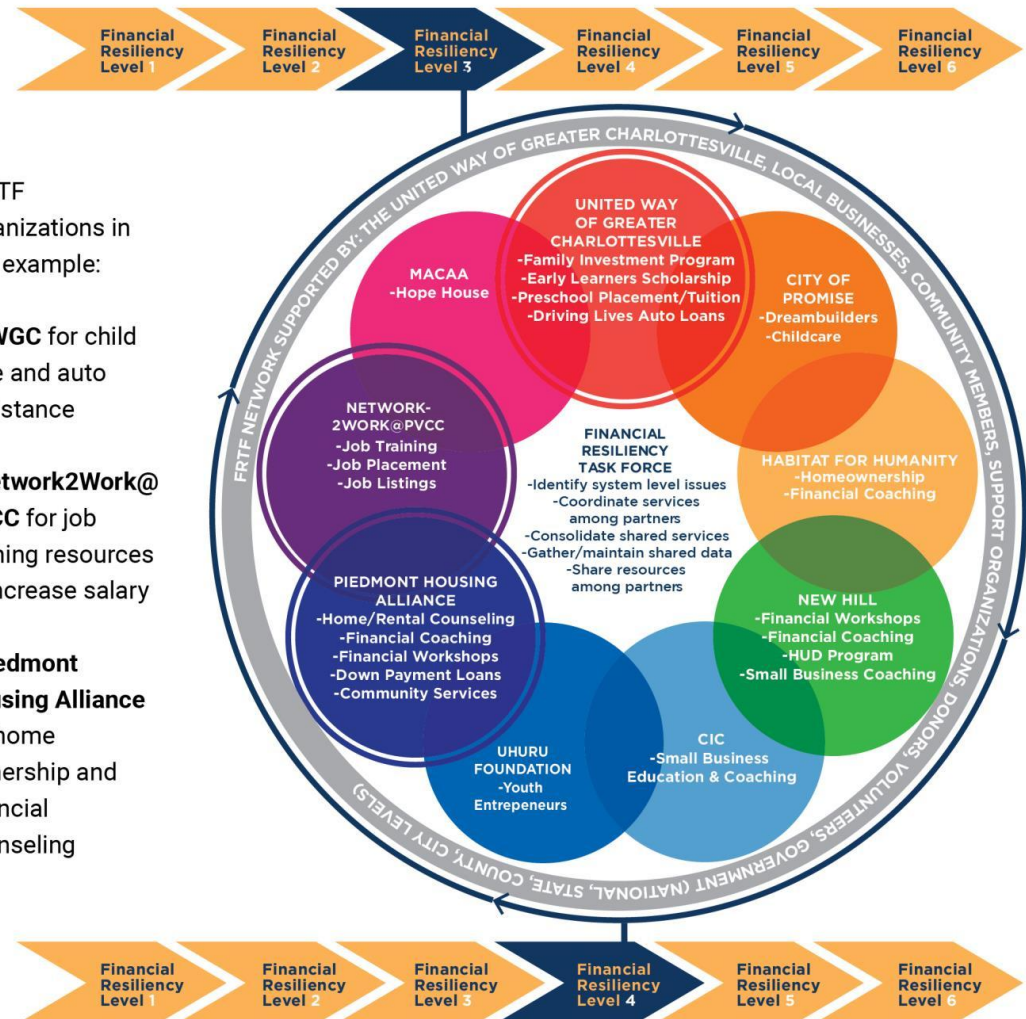 Financial
Resiliency
Level 1
Financial
Resiliency
Level 2
Financial
Resiliency
Level 3
Financial
Resiliency
Level 4
Financial
Resiliency
Level 5
Financial
Resiliency
Level 6
TF
anizations in
example:
WGC for child
e and auto
istance
etwork2Work@
CC for job
ning resources
ncrease salary
edmont
using Alliance
home
nership and
ncial
nseling
FRTF NETWORK SUPPORTED BY: THE UNITED WAY OF GREATER CHARLOTTESVILLE, LOCAL BUSINESSES, COMMUNITY MEMBERS, SUPPORT ORGANIZATIONS, DONORS, VOLUNTEERS, GOVERNMENT (NATIONAL, STATE, COUNTY, CITY LEVELS)
UNITED WAY
OF GREATER
CHARLOTTESVILLE
-Family Investment Program
-Early Learners Scholarship
-Preschool Placement/Tuition
-Driving Lives Auto Loans
MACAA
-Hope House
CITY OF
PROMISE
-Dreambuilders
-Childcare
NETWORK-
2WORK@PVCC
-Job Training
-Job Placement
-Job Listings
FINANCIAL
RESILIENCY
TASK FORCE
-Identify system level issues
-Coordinate services
among partners
-Consolidate shared services
-Gather/maintain shared data
-Share resources
among partners
HABITAT FOR HUMANITY
-Homeownership
-Financial Coaching
PIEDMONT HOUSING
ALLIANCE
-Home/Rental Counseling
-Financial Coaching
-Financial Workshops
-Down Payment Loans
-Community Services
NEW HILL
-Financial Workshops
-Financial Coaching
-HUD Program
-Small Business Coaching
UHURU
FOUNDATION
-Youth
Entrepeneurs
CIC
-Small Business
Education & Coaching
Financial
Resiliency
Level 1
Financial
Resiliency
Level 2
Financial
Resiliency
Level 3
Financial
Resiliency
Level 4
Financial
Resiliency
Level 5
Financial
Resiliency
Level 6